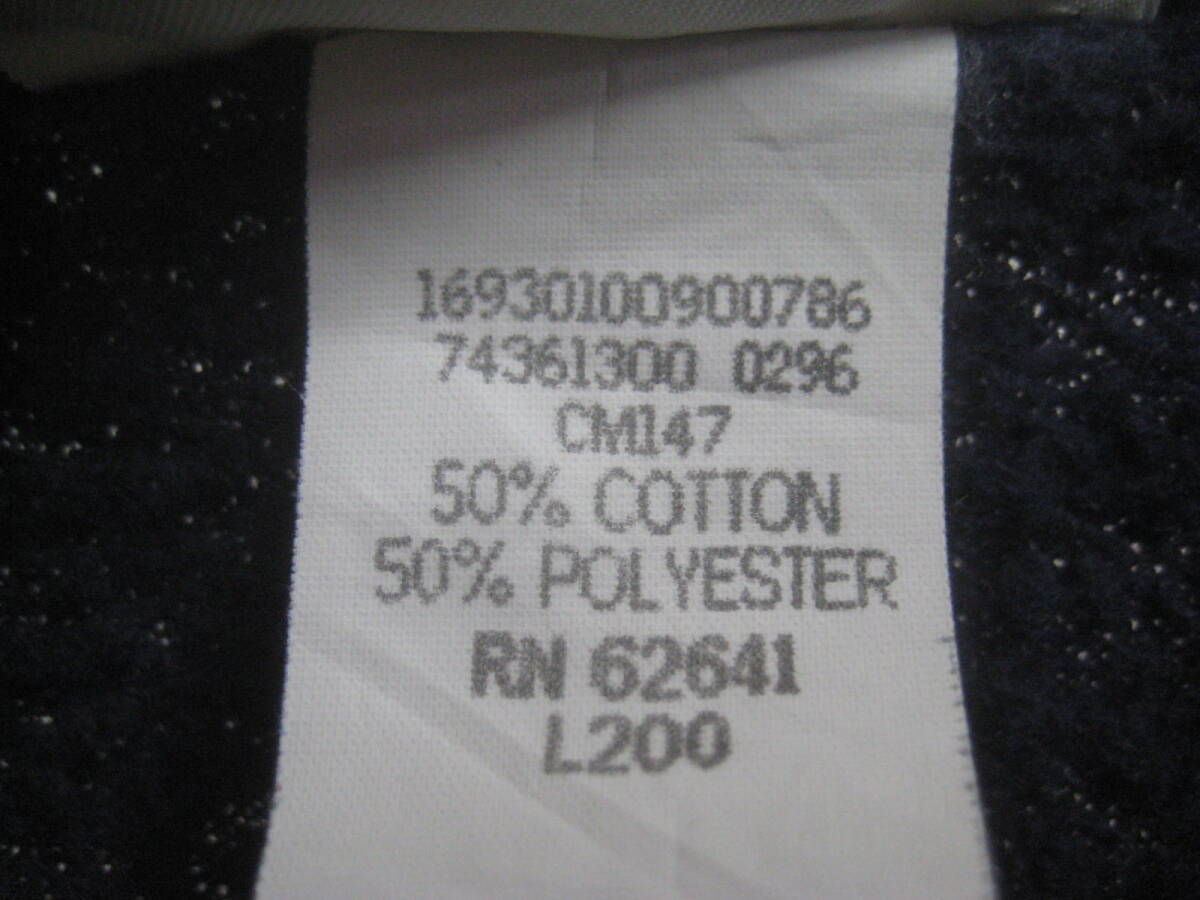 16930100900786
74361300 0296
CM147
50% COTTON
50% POLYESTER
RN 62641
L200